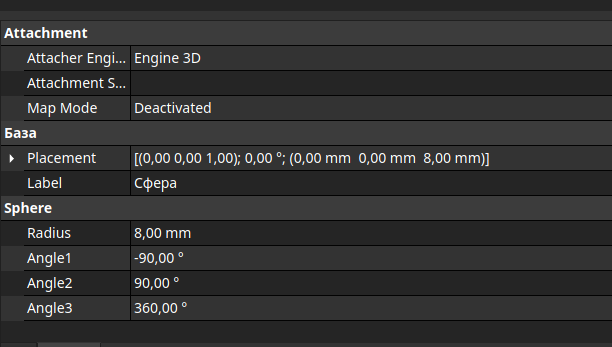 Attachment
Attacher Engi... Engine 3D
Attachment S...
Map Mode Deactivated
База
Placement [(0,00 0,00 1,00); 0,00 °; (0,00 mm  0,00 mm  8,00 mm)]
Label Сфера
Sphere
Radius 8,00 mm
Angle1 -90,00 °
Angle2 90,00 °
Angle3 360,00 °